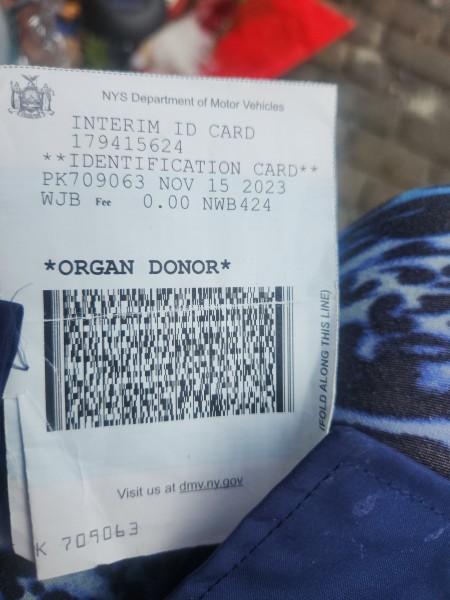 NYS Department of Motor Vehicles
INTERIM ID CARD
179415624
**IDENTIFICATION CARD**
PK709063 NOV 15 2023
WJB Fee 0.00 NWB424
*ORGAN DONOR*
(FOLD ALONG THIS LINE)
Visit us at dmv.ny.gov
K 709063